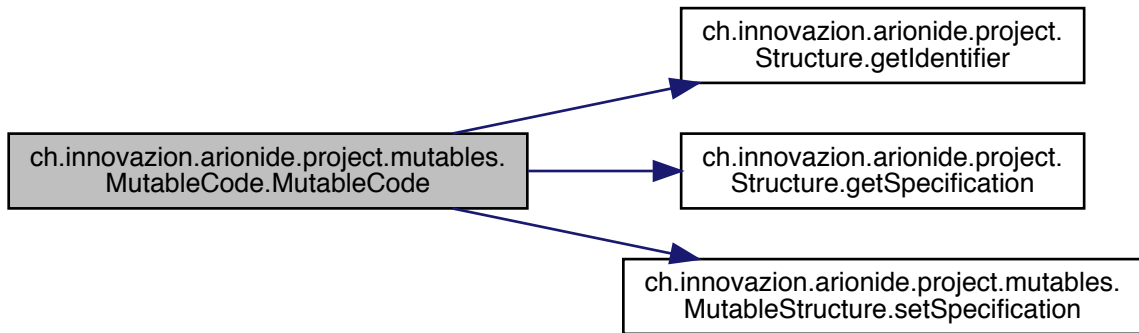 ch.innovazion.arionide.project.
Structure.getIdentifier
ch.innovazion.arionide.project.mutables.
MutableCode.MutableCode
ch.innovazion.arionide.project.
Structure.getSpecification
ch.innovazion.arionide.project.mutables.
MutableStructure.setSpecification